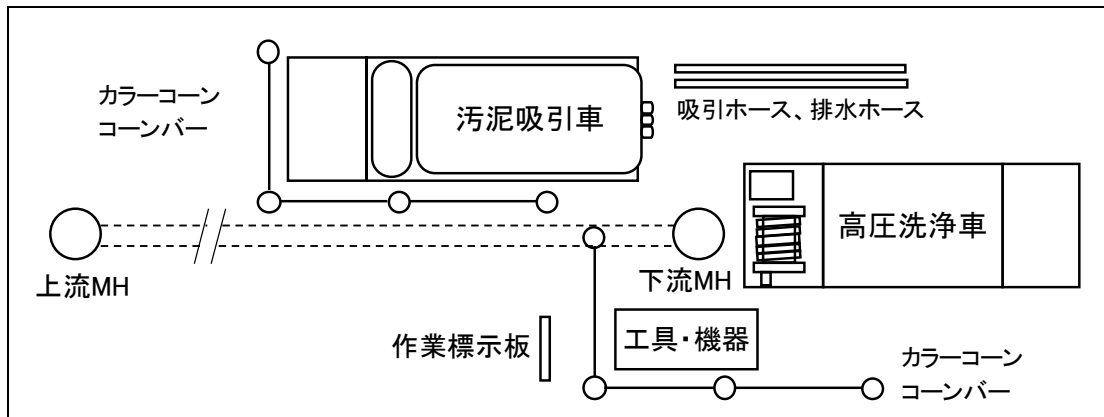 カラーコーン
コーンバー
汚泥吸引車
吸引ホース、排水ホース
高圧洗浄車
上流MH
下流MH
作業標示板
工具・機器
カラーコーン
コーンバー